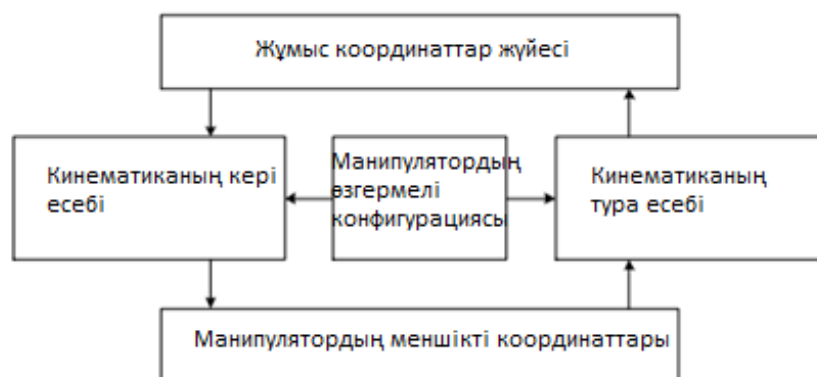 Жұмыс координаттар жүйесі
Кинематиканың кері
есебі
Манипулятордың
өзгермелі
конфигурациясы
Кинематиканың
тура есебі
Манипулятордың меншікті координаттары